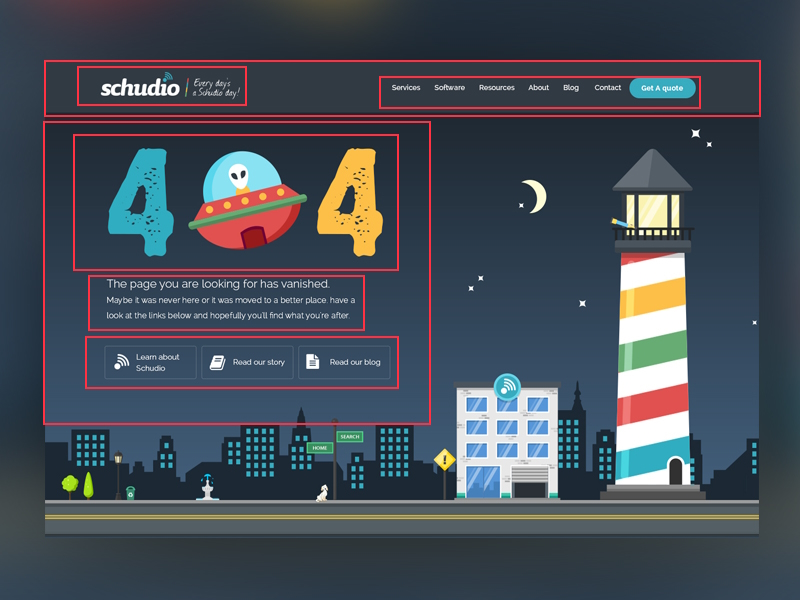 schudio
Every day's
a Schudio day!
Services Software Resources About Blog Contact Get A quote
4 4
The page you are looking for has vanished.
Maybe it was never here or it was moved to a better place. have a
look at the links below and hopefully you'll find what you're after.
Learn about
Schudio
Read our story
Read our blog
SEARCH
HOME
!